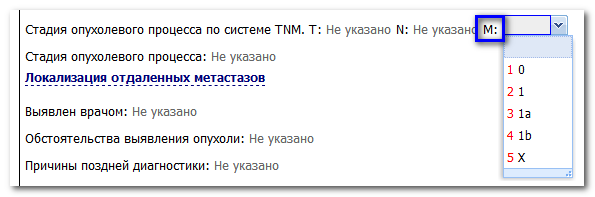 Стадия опухолевого процесса по системе TNM. T: Не указано N: Не указано M:
Стадия опухолевого процесса: Не указано
Локализация отдаленных метастазов
1 0
2 1
3 1a
4 1b
5 X
Выявлен врачом: Не указано
Обстоятельства выявления опухоли: Не указано
Причины поздней диагностики: Не указано